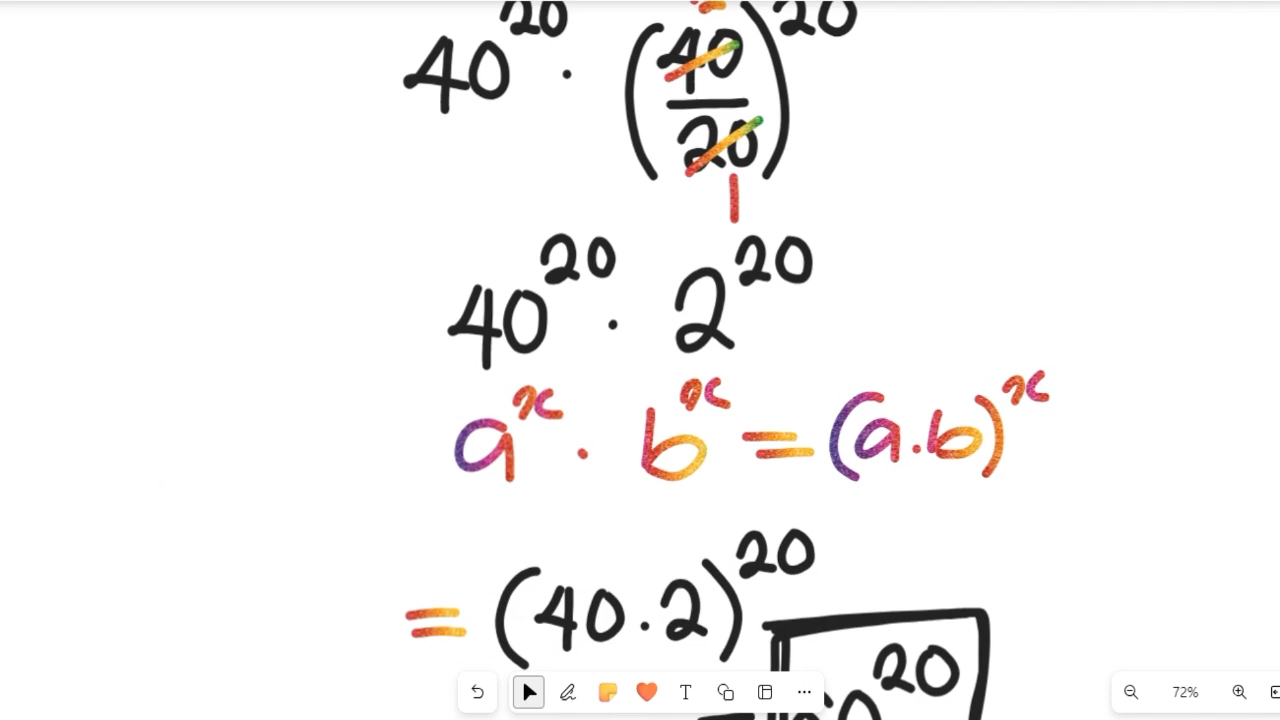 40^20 · (40/20)^20
1
40^20 · 2^20
a^x · b^x = (a.b)^x
= (40.2)^20
20
T
72%